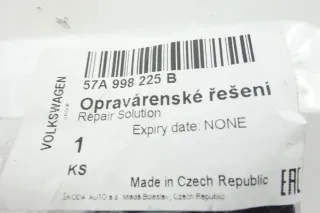 57A 998 225 B
Opravárenské řešení
Repair Solution
Expiry date: NONE
VOLKSWAGEN
1
KS
Made in Czech Republic
EAC
ŠKODA AUTO a.s. Mladá Boleslav, Czech Republic